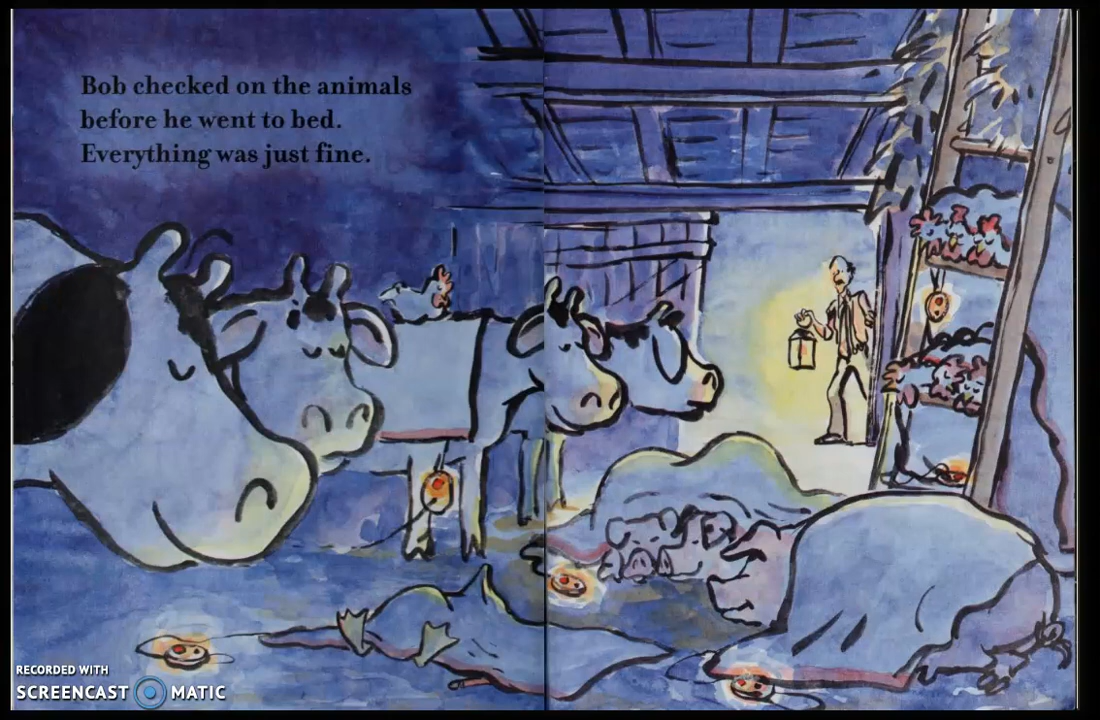 Bob checked on the animals
before he went to bed.
Everything was just fine.
RECORDED WITH
SCREENCAST MATIC